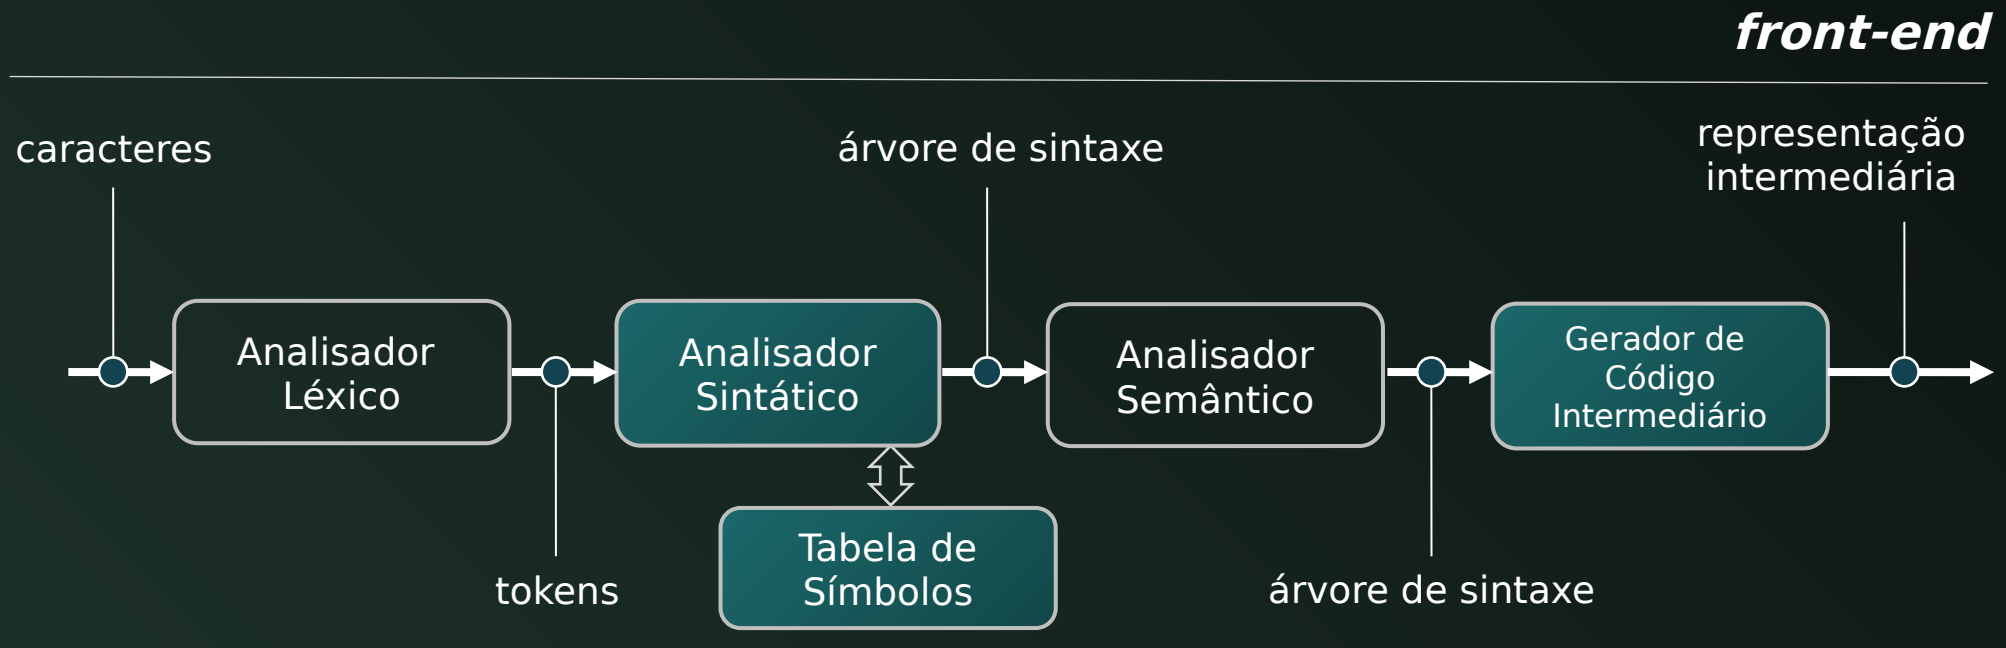 front-end
caracteres
árvore de sintaxe
representação
intermediária
Analisador
Léxico
Analisador
Sintático
Analisador
Semântico
Gerador de
Código
Intermediário
Tabela de
Símbolos
tokens
árvore de sintaxe